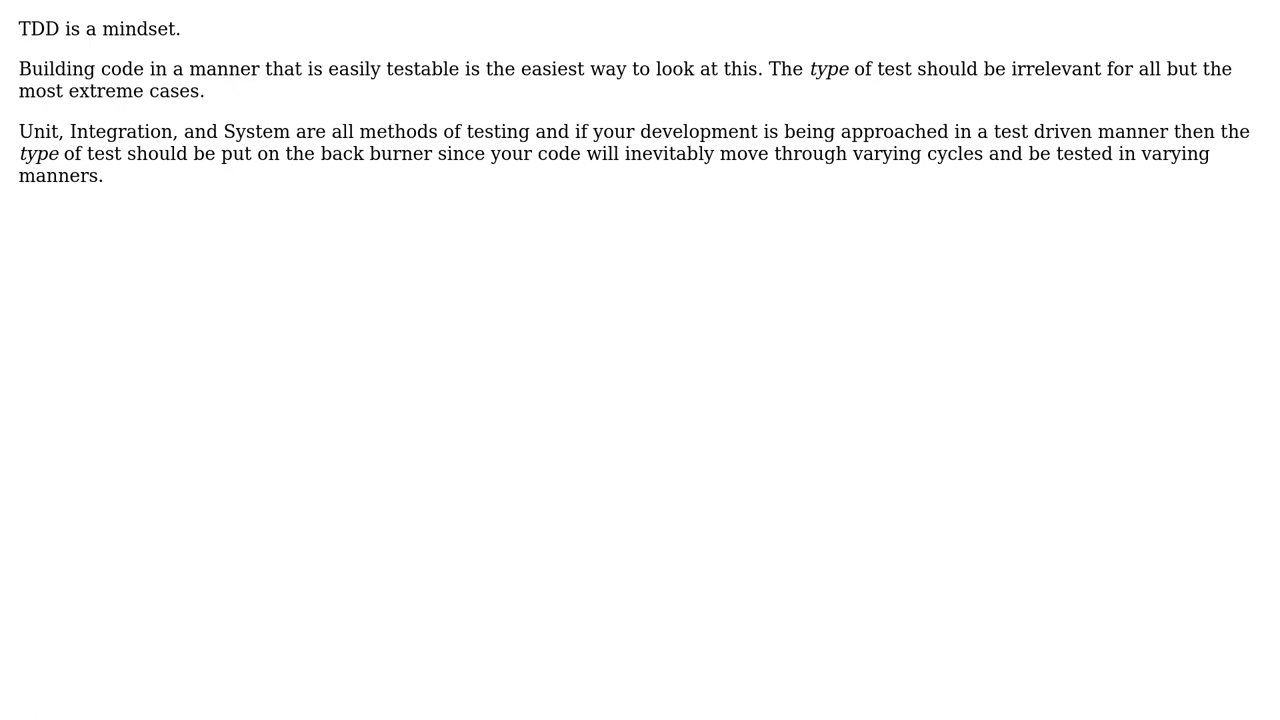 TDD is a mindset.
Building code in a manner that is easily testable is the easiest way to look at this. The type of test should be irrelevant for all but the
most extreme cases.
Unit, Integration, and System are all methods of testing and if your development is being approached in a test driven manner then the
type of test should be put on the back burner since your code will inevitably move through varying cycles and be tested in varying
manners.